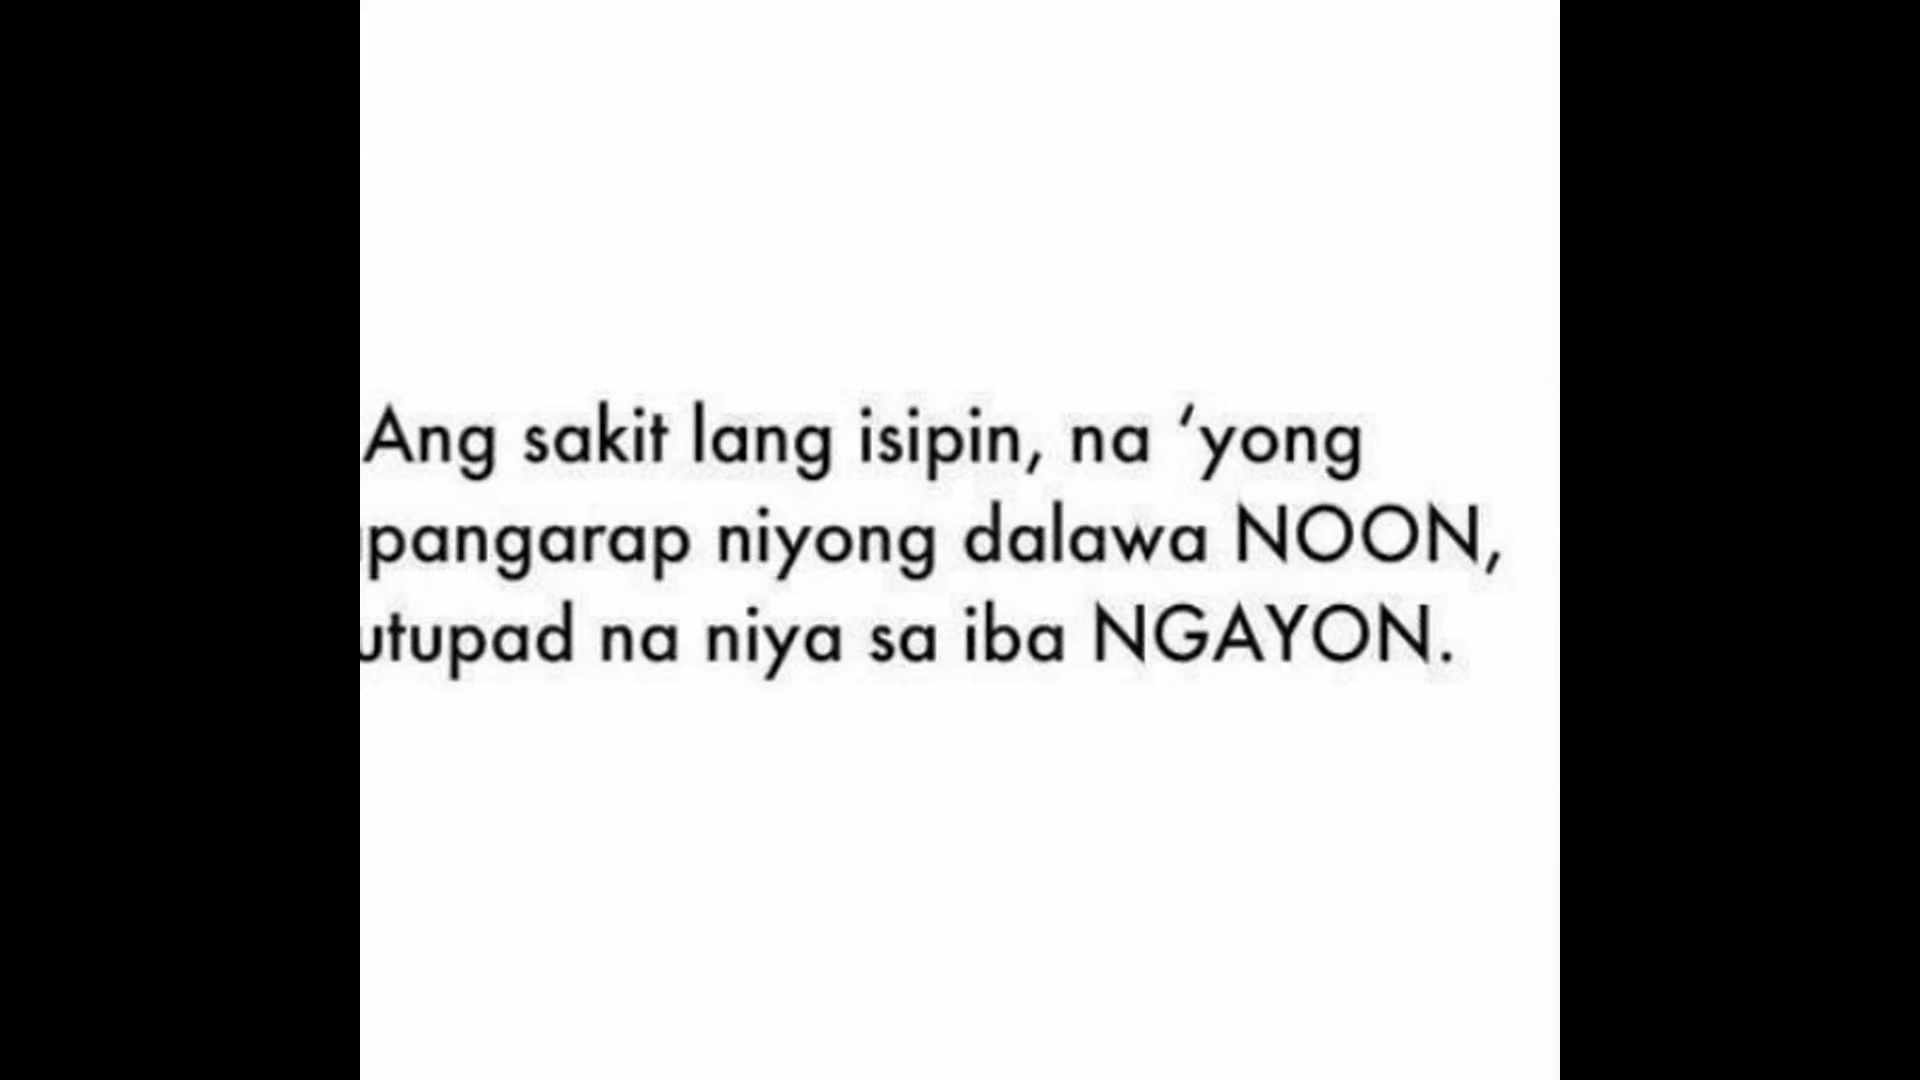 Ang sakit lang isipin, na ‘yong
pangarap niyong dalawa NOON,
utupad na niya sa iba NGAYON.